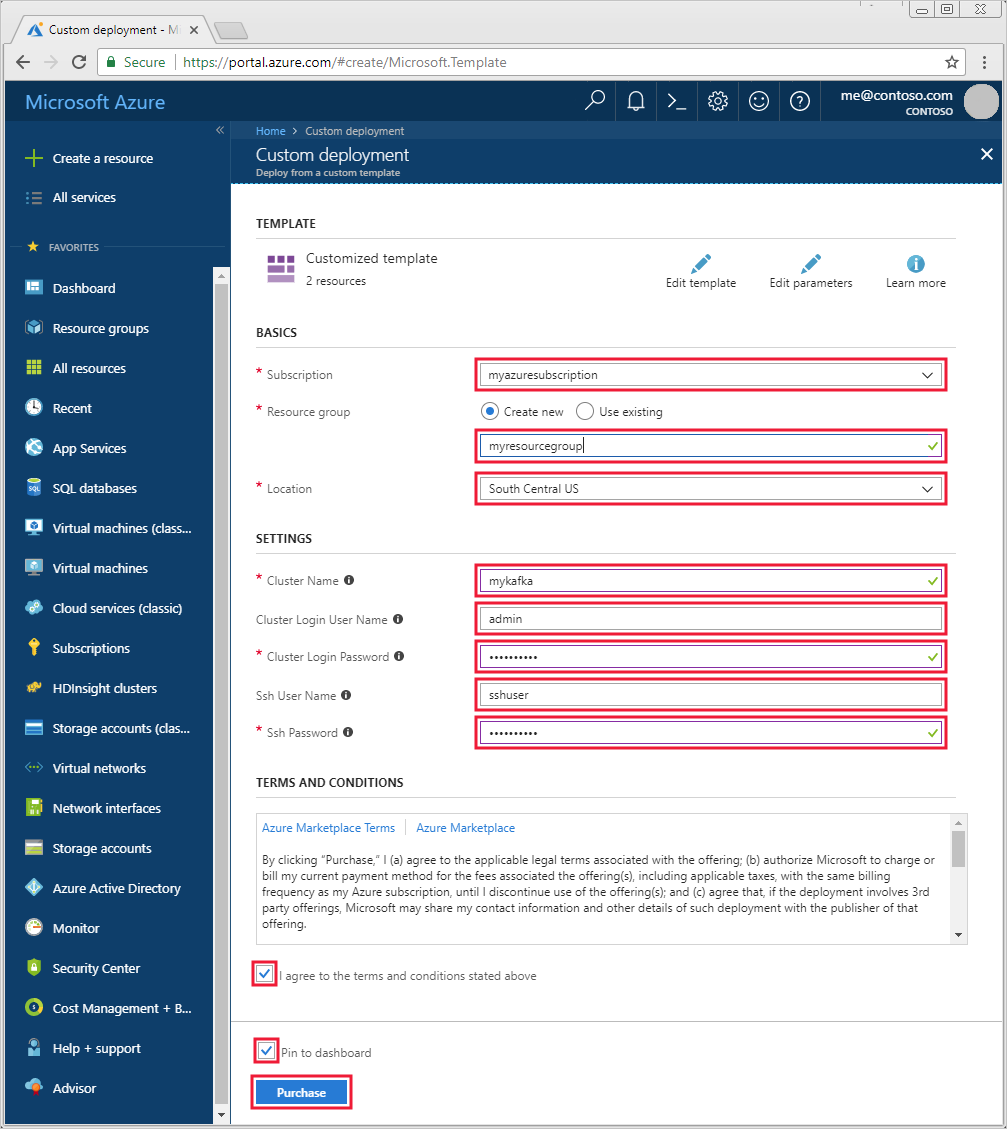 Custom deployment - M
Secure
https://portal.azure.com/#create/Microsoft.Template
Microsoft Azure
me@contoso.com
CONTOSO
Create a resource
All services
FAVORITES
Dashboard
Resource groups
All resources
Recent
App Services
SQL databases
Virtual machines (class...
Virtual machines
Cloud services (classic)
Subscriptions
HDInsight clusters
Storage accounts (clas...
Virtual networks
Network interfaces
Storage accounts
Azure Active Directory
Monitor
Security Center
Cost Management + B...
Help + support
Advisor
Home > Custom deployment
Custom deployment
Deploy from a custom template
TEMPLATE
Customized template
2 resources
Edit template
Edit parameters
Learn more
BASICS
* Subscription
myazuresubscription
* Resource group
Create new
Use existing
myresourcegroup
* Location
South Central US
SETTINGS
* Cluster Name
mykafka
Cluster Login User Name
admin
* Cluster Login Password
••••••••••
Ssh User Name
sshuser
* Ssh Password
••••••••••
TERMS AND CONDITIONS
Azure Marketplace Terms
Azure Marketplace
By clicking “Purchase,” I (a) agree to the applicable legal terms associated with the offering; (b) authorize Microsoft to charge or
bill my current payment method for the fees associated the offering(s), including applicable taxes, with the same billing
frequency as my Azure subscription, until I discontinue use of the offering(s); and (c) agree that, if the deployment involves 3rd
party offerings, Microsoft may share my contact information and other details of such deployment with the publisher of that
offering.
I agree to the terms and conditions stated above
Pin to dashboard
Purchase